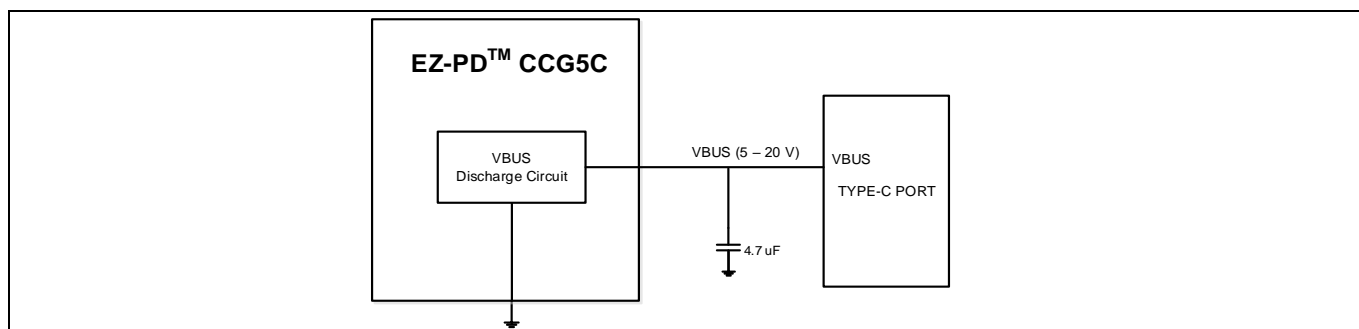 EZ-PD™ CCG5C
VBUS
Discharge Circuit
VBUS (5 – 20 V)
VBUS
TYPE-C PORT
4.7 uF